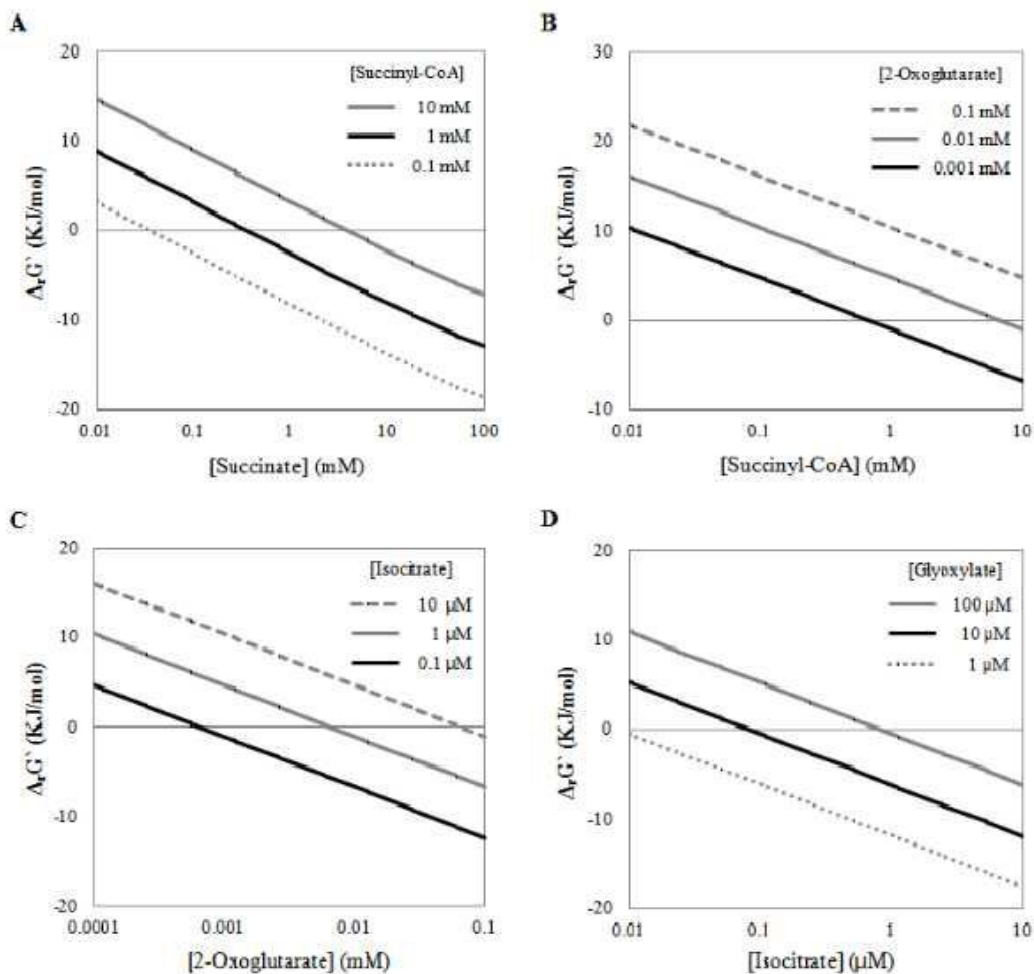 A
20
10
0
-10
-20
0.01
0.1
1
10
100
[Succinyl-CoA]
10 mM
1 mM
0.1 mM
ΔrG` (KJ/mol)
[Succinate] (mM)
B
30
20
10
0
-10
0.01
0.1
1
10
[2-Oxoglutarate]
0.1 mM
0.01 mM
0.001 mM
ΔrG` (KJ/mol)
[Succinyl-CoA] (mM)
C
20
10
0
-10
-20
0.0001
0.001
0.01
0.1
[Isocitrate]
10 µM
1 µM
0.1 µM
ΔrG` (KJ/mol)
[2-Oxoglutarate] (mM)
D
20
10
0
-10
-20
0.01
0.1
1
10
[Glyoxylate]
100 µM
10 µM
1 µM
ΔrG` (KJ/mol)
[Isocitrate] (µM)